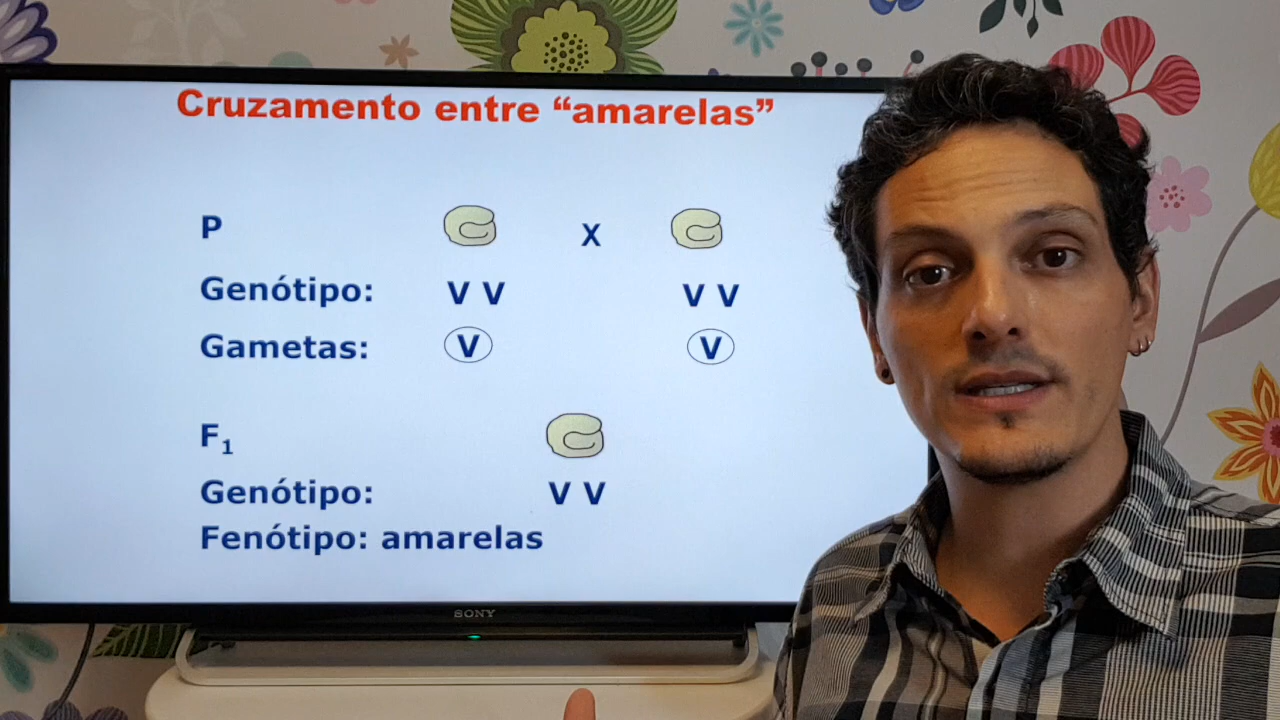 Cruzamento entre “amarelas”
P X
Genótipo: V V V V
Gametas: V V
F1
Genótipo: V V
Fenótipo: amarelas
SONY